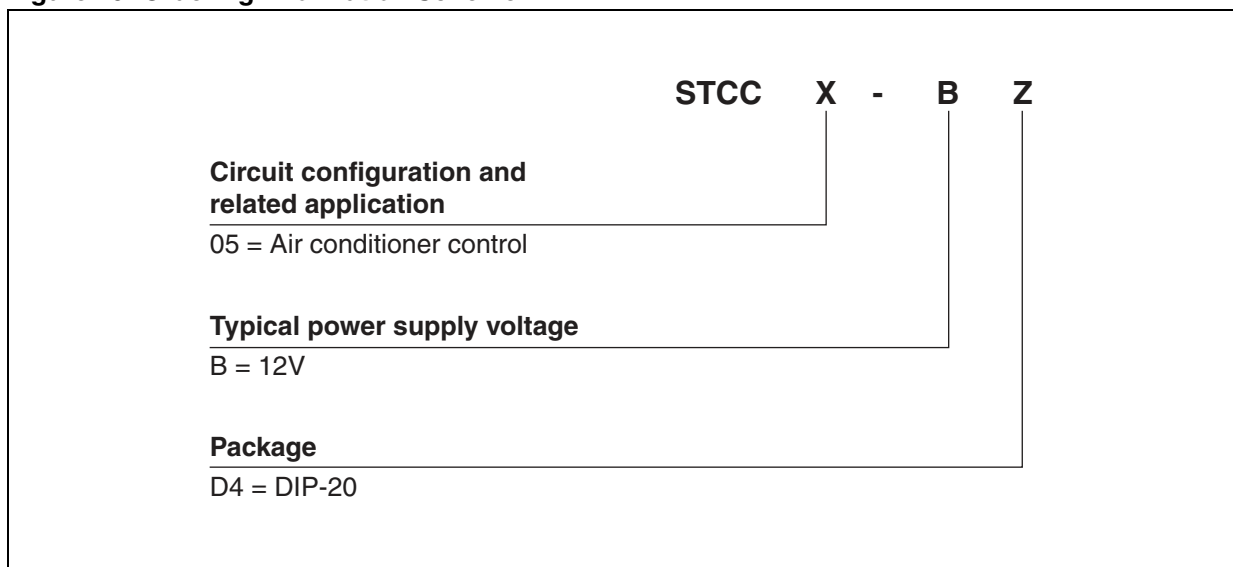 STCC X - B Z
Circuit configuration and
related application
05 = Air conditioner control
Typical power supply voltage
B = 12V
Package
D4 = DIP-20